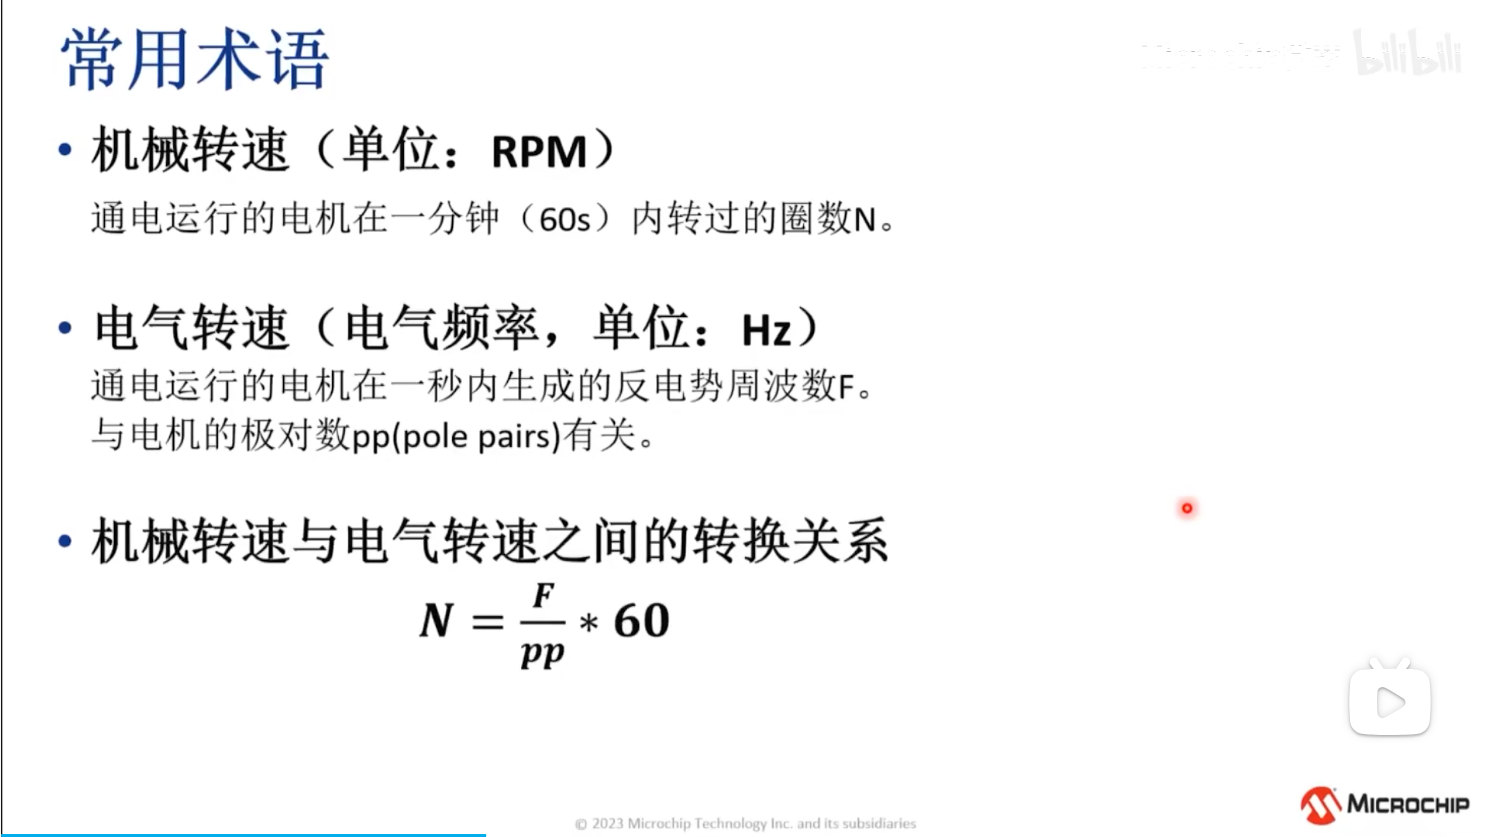 常用术语
bilibili
• 机械转速（单位：RPM）
通电运行的电机在一分钟（60s）内转过的圈数N。
• 电气转速（电气频率，单位：Hz）
通电运行的电机在一秒内生成的反电势周波数F。
与电机的极对数pp(pole pairs)有关。
• 机械转速与电气转速之间的转换关系
N = F/pp * 60
MICROCHIP
© 2023 Microchip Technology Inc. and its subsidiaries